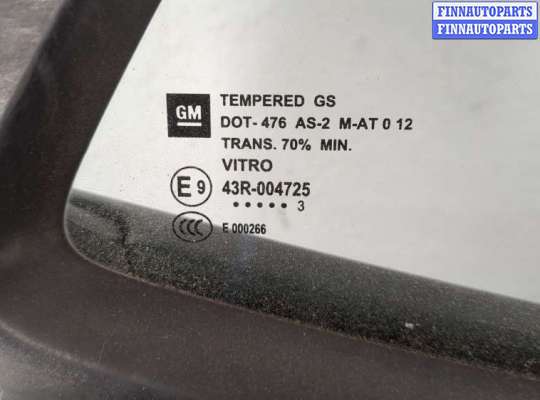 FINNAUTOPARTS
FINNAUTOPARTS
GM
TEMPERED GS
DOT-476 AS-2 M-AT 0 12
TRANS. 70% MIN.
VITRO
E 9 43R-004725
••••• 3
CCC E 000266